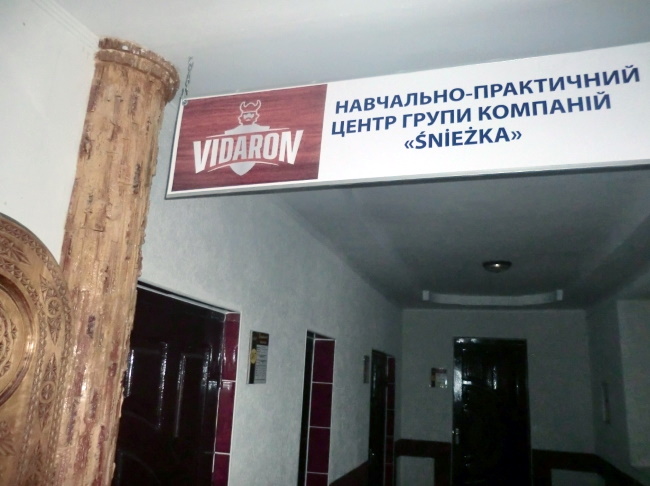 VIDARON
НАВЧАЛЬНО-ПРАКТИЧНИЙ
ЦЕНТР ГРУПИ КОМПАНІЙ
«ŚNIEŻKA»